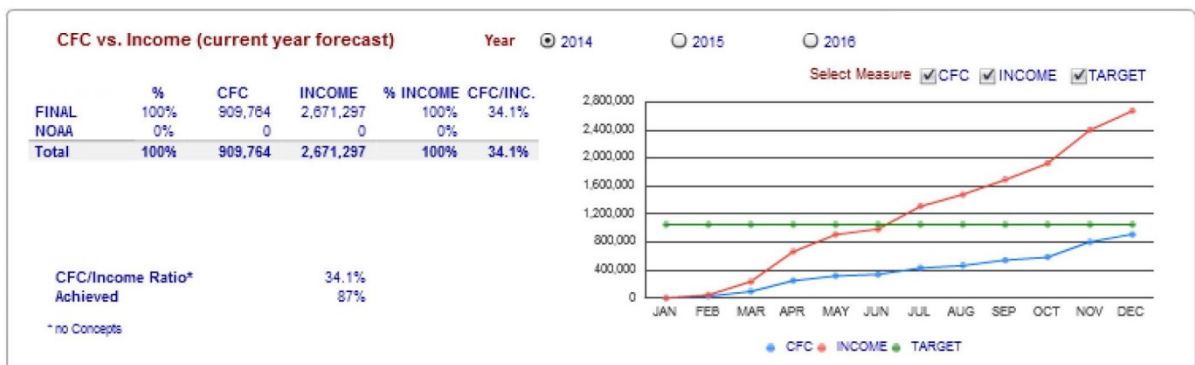 CFC vs. Income (current year forecast) Year 2014 2015 2016
Select Measure CFC INCOME TARGET
% CFC INCOME % INCOME CFC/INC.
FINAL 100% 909,764 2,671,297 100% 34.1%
NOAA 0% 0 0 0%
Total 100% 909,764 2,671,297 100% 34.1%
CFC/Income Ratio* 34.1%
Achieved 87%
* no Concepts
2,800,000
2,400,000
2,000,000
1,600,000
1,200,000
800,000
400,000
0
JAN FEB MAR APR MAY JUN JUL AUG SEP OCT NOV DEC
CFC INCOME TARGET